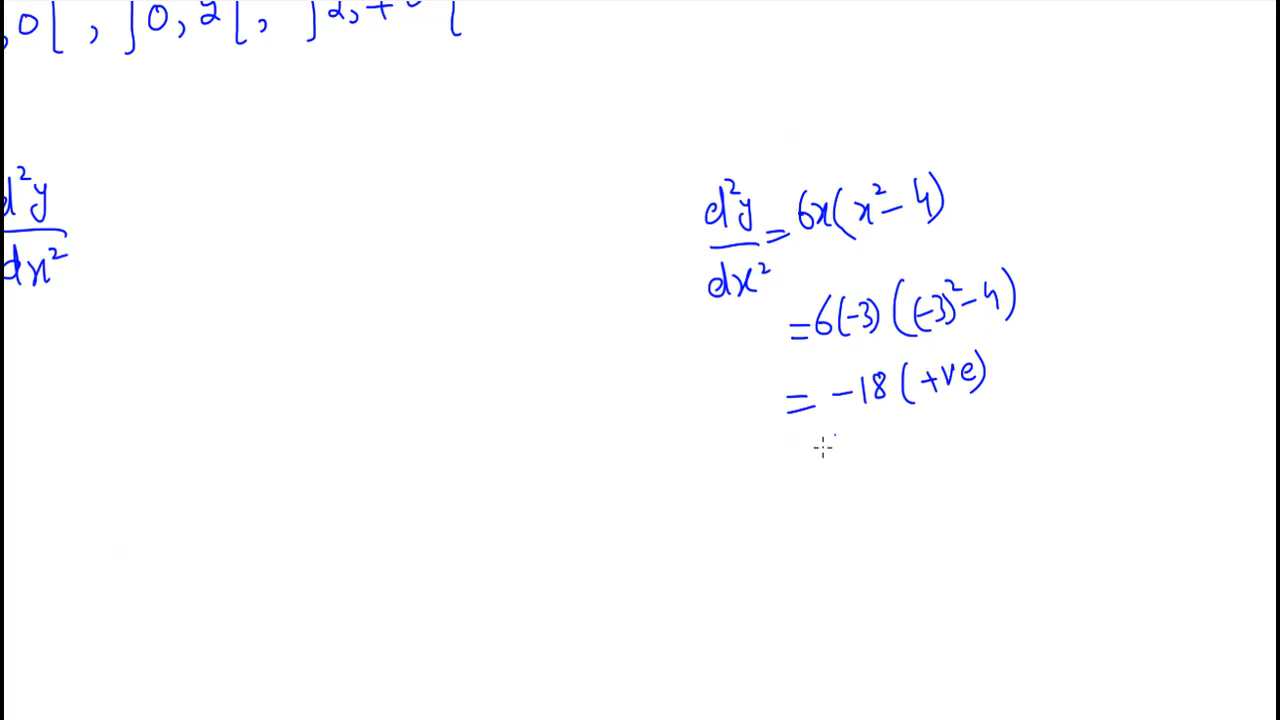 ,0[ , ]0, 2[, ]2, +
d²y
dx²
d²y/dx² = 6x(x² - 4)
= 6(-3) ((-3)² - 4)
= -18 (+ve)